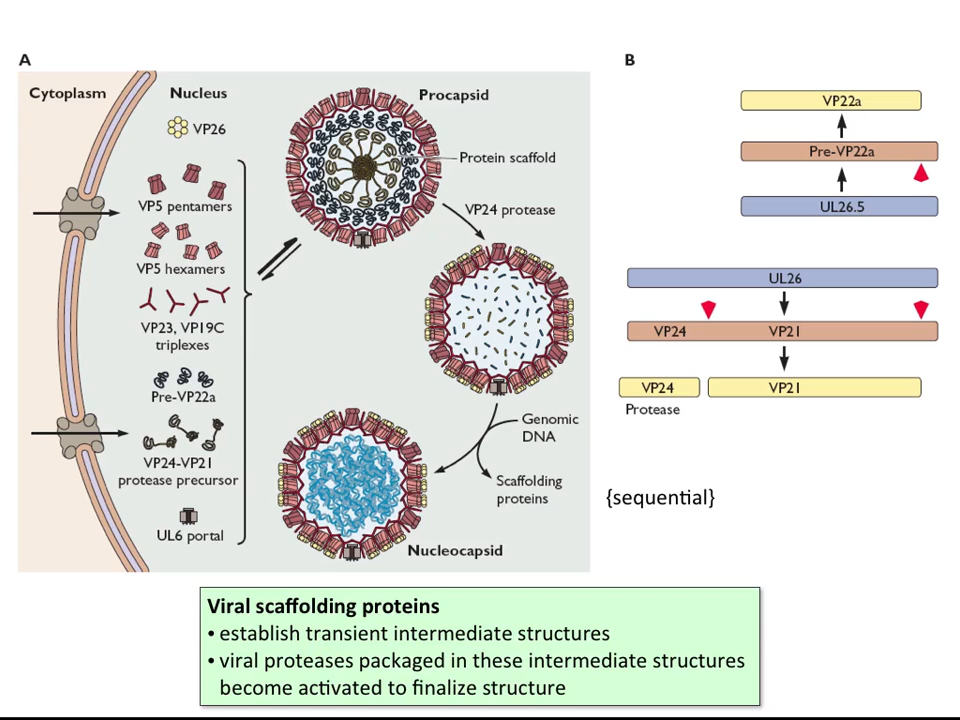 A
Cytoplasm
Nucleus
VP26
VP5 pentamers
VP5 hexamers
VP23, VP19C
triplexes
Pre-VP22a
VP24-VP21
protease precursor
UL6 portal
Procapsid
Protein scaffold
VP24 protease
Genomic
DNA
Scaffolding
proteins
Nucleocapsid
B
VP22a
Pre-VP22a
UL26.5
UL26
VP24 VP21
VP24 VP21
Protease
{sequential}
Viral scaffolding proteins
• establish transient intermediate structures
• viral proteases packaged in these intermediate structures
become activated to finalize structure